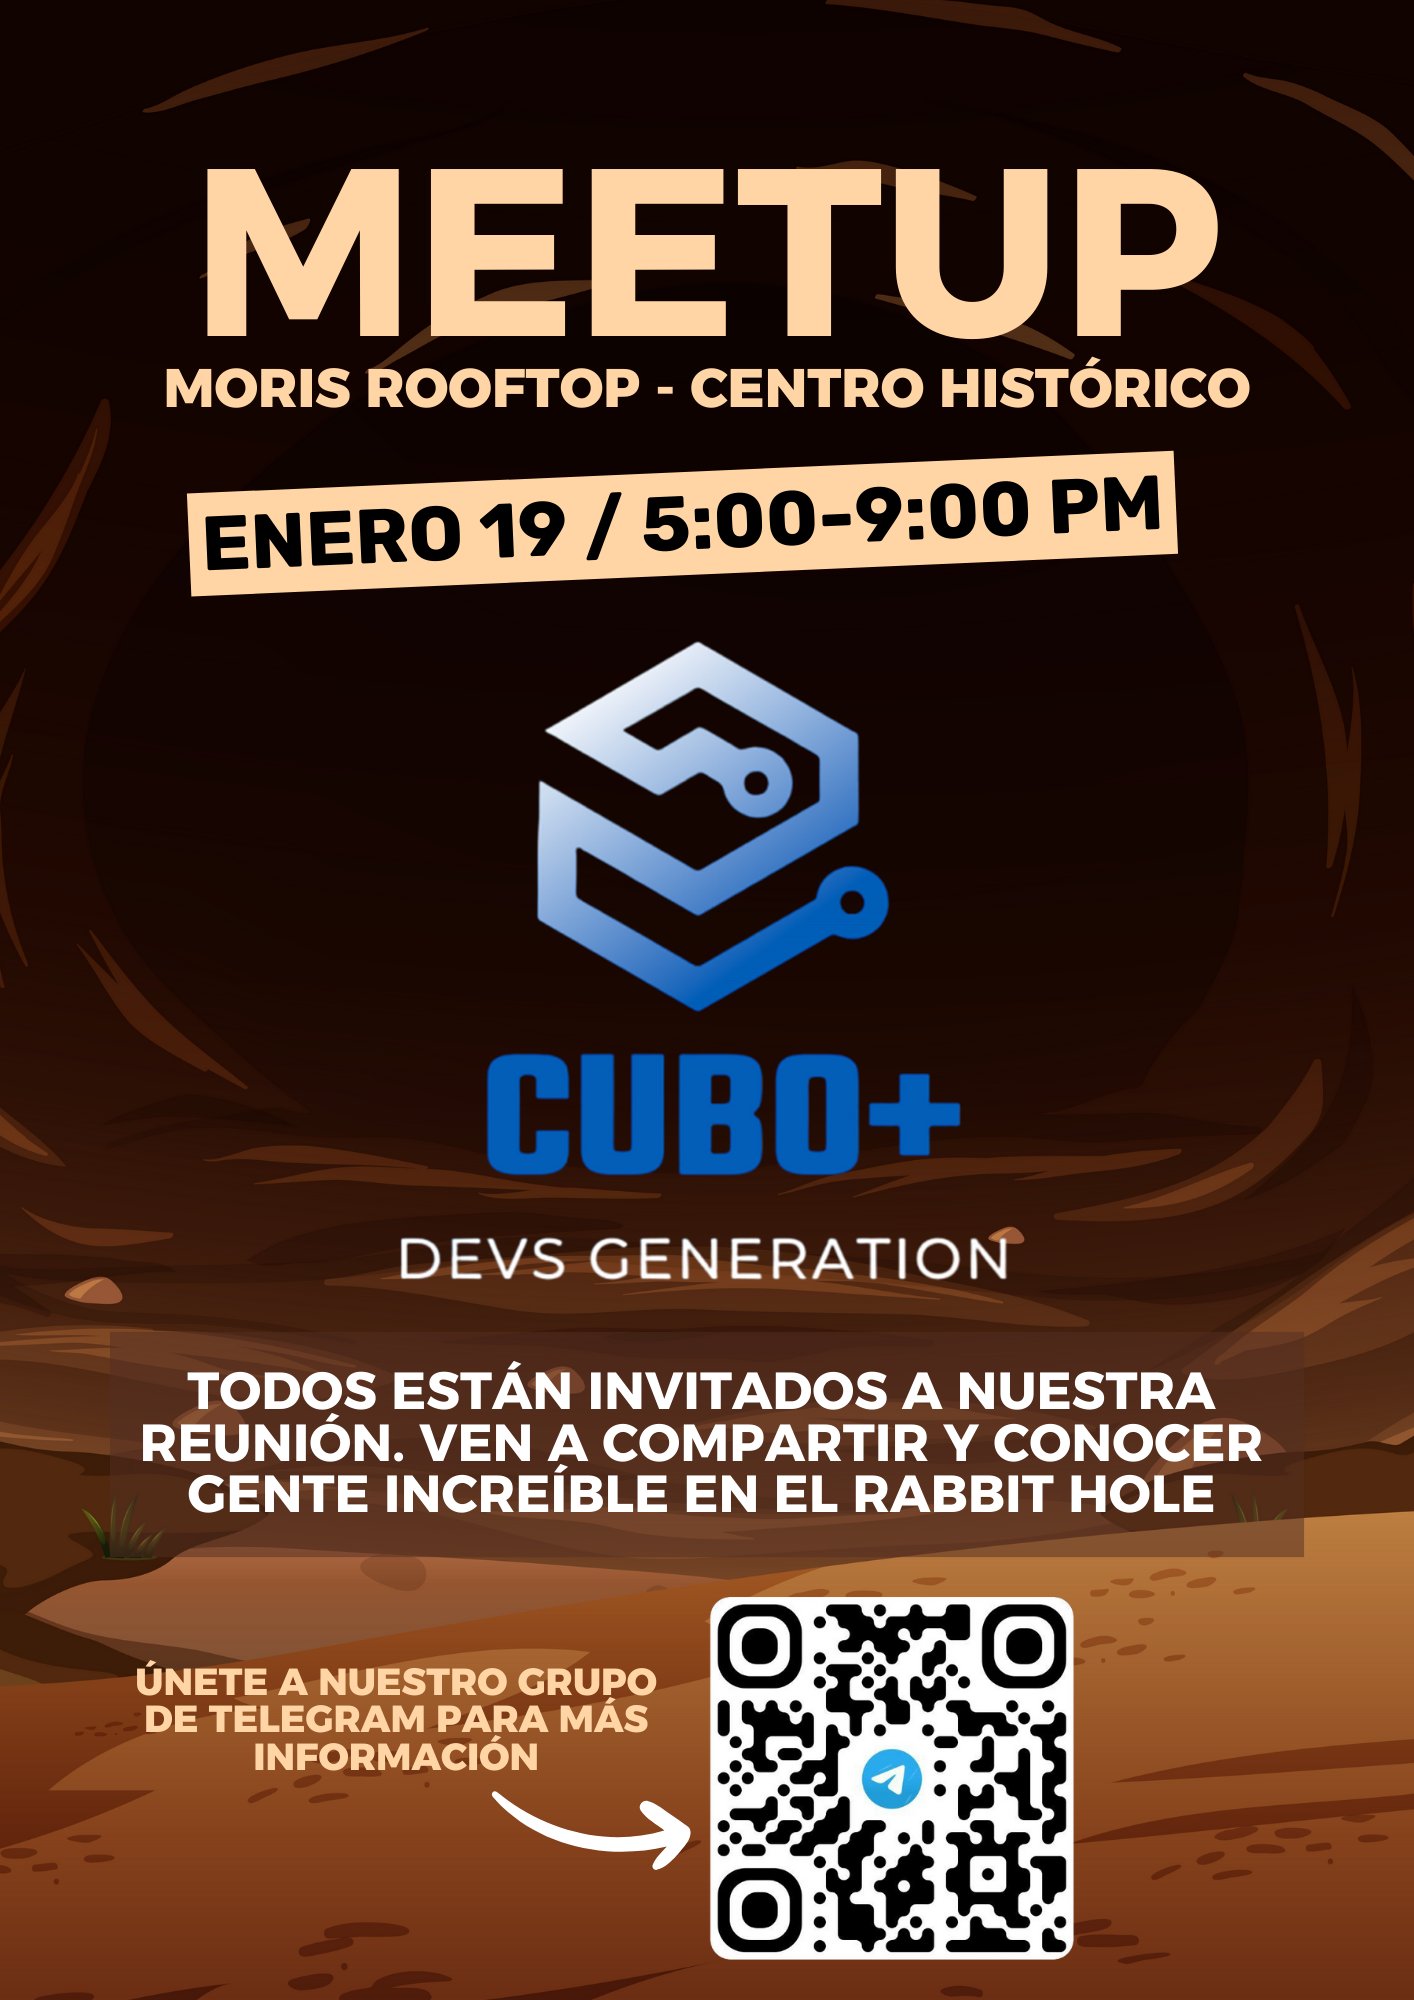 MEETUP
MORIS ROOFTOP - CENTRO HISTÓRICO
ENERO 19 / 5:00-9:00 PM
CUBO+
DEVS GENERATION
TODOS ESTÁN INVITADOS A NUESTRA
REUNIÓN. VEN A COMPARTIR Y CONOCER
GENTE INCREÍBLE EN EL RABBIT HOLE
ÚNETE A NUESTRO GRUPO
DE TELEGRAM PARA MÁS
INFORMACIÓN